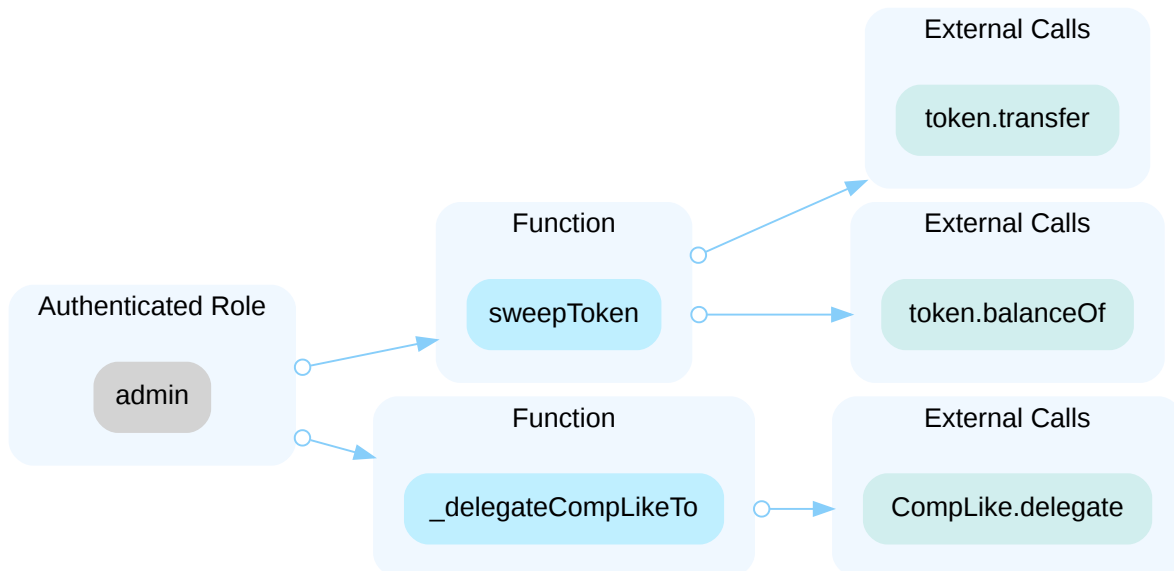 External Calls
token.transfer
Function
sweepToken
External Calls
token.balanceOf
Authenticated Role
admin
Function
_delegateCompLikeTo
External Calls
CompLike.delegate